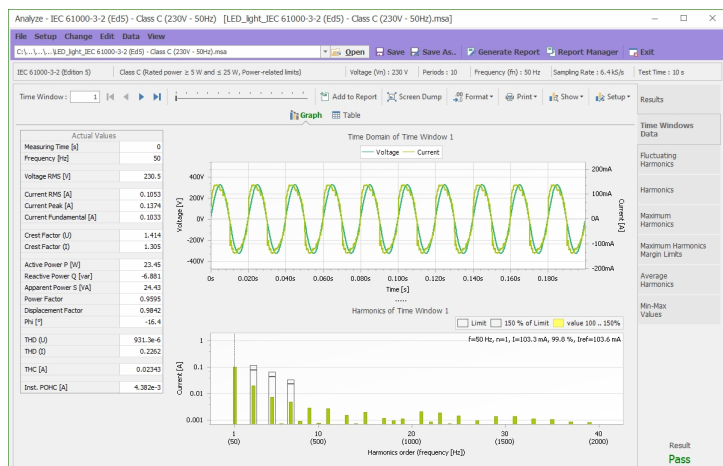 Analyze - IEC 61000-3-2 (Ed5) - Class C (230V - 50Hz) [LED_light_IEC 61000-3-2 (Ed5) - Class C (230V - 50Hz).msa]
File Setup Change Edit Data View
C:\...\...\...\LED_light_IEC 61000-3-2 (Ed5) - Class C (230V - 50Hz).msa Open Save Save As.. Generate Report Report Manager Exit
IEC 61000-3-2 (Edition 5) Class C (Rated power ≥ 5 W and ≤ 25 W, Power-related limits) Voltage (Vn) : 230 V Periods : 10 Frequency (fn) : 50 Hz Sampling Rate : 6.4 kS/s Test Time : 10 s
Time Window : 1 Add to Report Screen Dump Format Print Show Setup
Graph Table
Results
Time Windows
Data
Fluctuating
Harmonics
Harmonics
Maximum
Harmonics
Maximum Harmonics
Margin Limits
Average
Harmonics
Min-Max
Values
Result
Pass
Actual Values
Measuring Time [s] 0
Frequency [Hz] 50
Voltage RMS [V] 230.5
Current RMS [A] 0.1053
Current Peak [A] 0.1374
Current Fundamental [A] 0.1033
Crest Factor (U) 1.414
Crest Factor (I) 1.305
Active Power P [W] 23.45
Reactive Power Q [var] -6.881
Apparent Power S [VA] 24.43
Power Factor 0.9595
Displacement Factor 0.9842
Phi [°] -16.4
THD (U) 931.3e-6
THD (I) 0.2262
THC [A] 0.02343
Inst. POHC [A] 4.382e-3
Time Domain of Time Window 1
Voltage Current
400V
200V
0V
-200V
-400V
Voltage [V]
200mA
100mA
0A
-100mA
-200mA
Current [A]
0s 0.020s 0.040s 0.060s 0.080s 0.100s 0.120s 0.140s 0.160s 0.180s
Time [s]
Harmonics of Time Window 1
Limit 150 % of Limit value 100 .. 150%
f=50 Hz, n=1, I=103.3 mA, 99.8 %, Iref=103.6 mA
1
0.1
0.01
0.001
Current [A]
1 10 20 30 40
(50) (500) (1000) (1500) (2000)
Harmonics order (frequency [Hz])